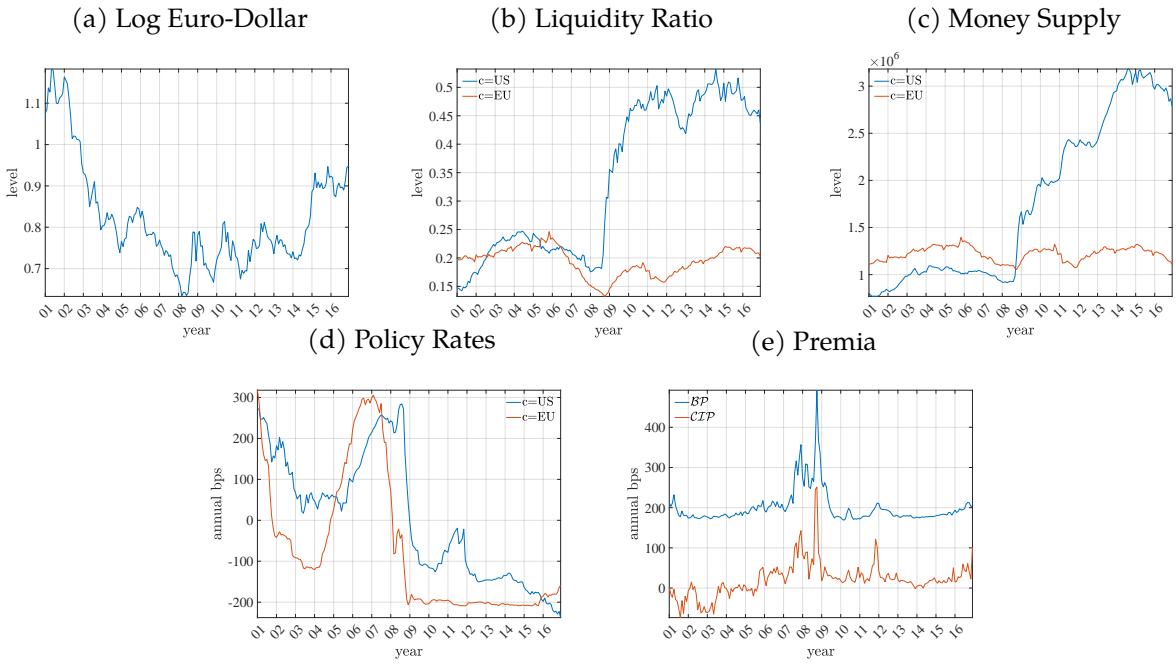 (a) Log Euro-Dollar
(b) Liquidity Ratio
(c) Money Supply
level
1.1
1
0.9
0.8
0.7
01 02 03 04 05 06 07 08 09 10 11 12 13 14 15 16
year
c=US
c=EU
level
0.5
0.45
0.4
0.35
0.3
0.25
0.2
0.15
01 02 03 04 05 06 07 08 09 10 11 12 13 14 15 16
year
×10⁶
c=US
c=EU
level
3
2.5
2
1.5
1
01 02 03 04 05 06 07 08 09 10 11 12 13 14 15 16
year
(d) Policy Rates
(e) Premia
c=US
c=EU
annual bps
300
200
100
0
-100
-200
01 02 03 04 05 06 07 08 09 10 11 12 13 14 15 16
year
BP
CIP
annual bps
400
300
200
100
0
01 02 03 04 05 06 07 08 09 10 11 12 13 14 15 16
year